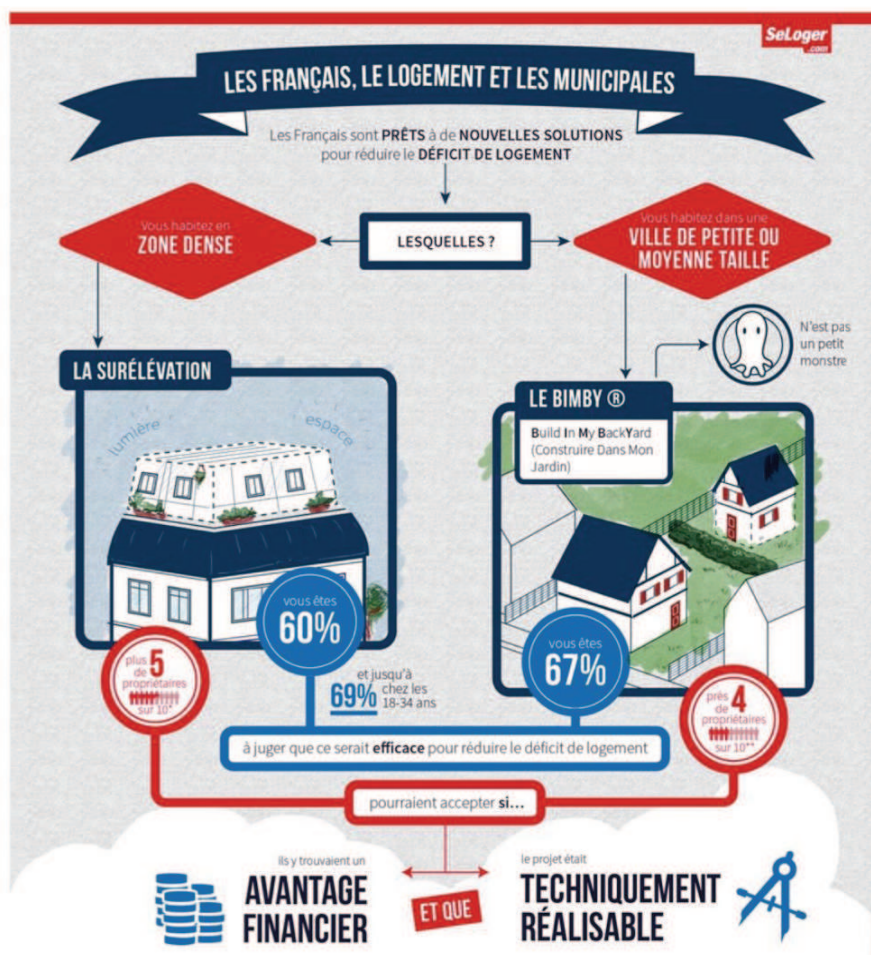 SeLoger
.com
LES FRANÇAIS, LE LOGEMENT ET LES MUNICIPALES
Les Français sont PRÊTS à de NOUVELLES SOLUTIONS
pour réduire le DÉFICIT DE LOGEMENT
Vous habitez en
ZONE DENSE
LESQUELLES ?
Vous habitez dans une
VILLE DE PETITE OU
MOYENNE TAILLE
N'est pas
un petit
monstre
LA SURÉLÉVATION
lumière
espace
LE BIMBY ®
Build In My BackYard
(Construire Dans Mon
Jardin)
vous êtes
60%
vous êtes
67%
plus 5
de
propriétaires
sur 10*
et jusqu'à
69% chez les
18-34 ans
près 4
de
propriétaires
sur 10**
à juger que ce serait efficace pour réduire le déficit de logement
pourraient accepter si...
ils y trouvaient un
AVANTAGE
FINANCIER
ET QUE
le projet était
TECHNIQUEMENT
RÉALISABLE